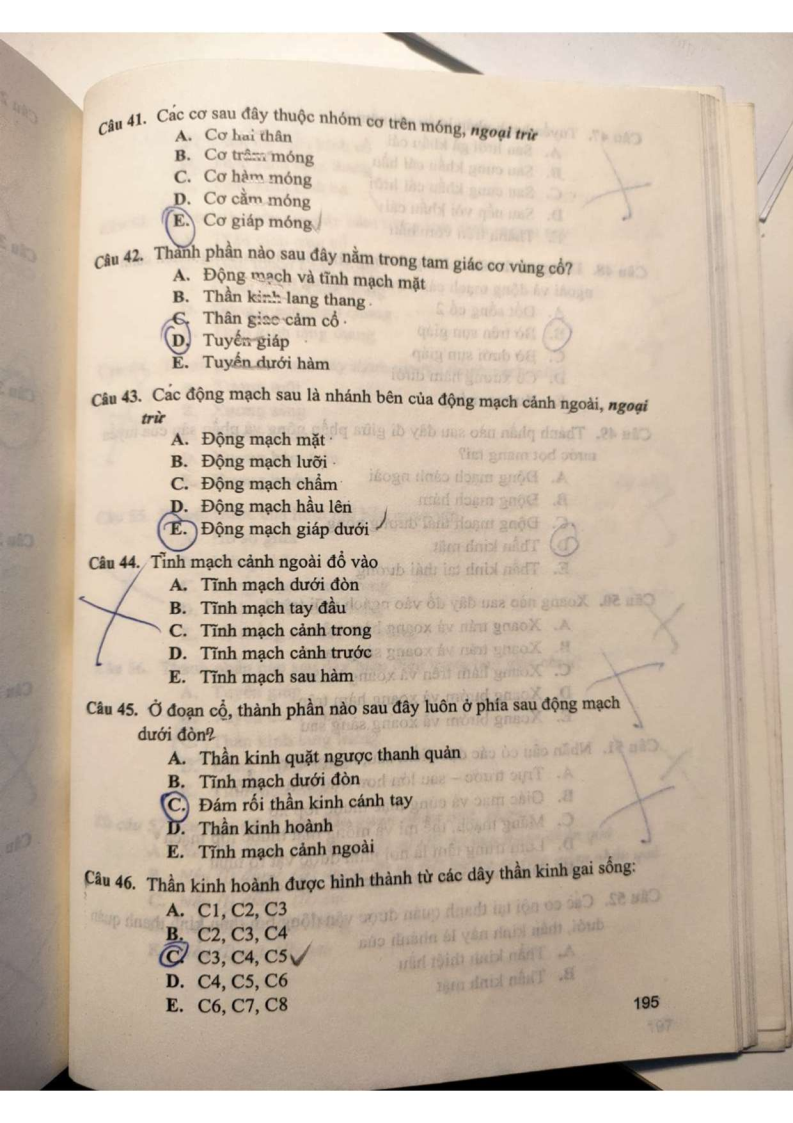 Câu 41. Các cơ sau đây thuộc nhóm cơ trên móng, ngoại trừ
A. Cơ hai thân
B. Cơ trâm móng
C. Cơ hàm móng
D. Cơ cằm móng
E. Cơ giáp móng
Câu 42. Thành phần nào sau đây nằm trong tam giác cơ vùng cổ?
A. Động mạch và tĩnh mạch mặt
B. Thần kinh lang thang
C. Thân giao cảm cổ
D. Tuyến giáp
E. Tuyến dưới hàm
Câu 43. Các động mạch sau là nhánh bên của động mạch cảnh ngoài, ngoại
trừ
A. Động mạch mặt
B. Động mạch lưỡi
C. Động mạch chẩm
D. Động mạch hầu lên
E. Động mạch giáp dưới
Câu 44. Tĩnh mạch cảnh ngoài đổ vào
A. Tĩnh mạch dưới đòn
B. Tĩnh mạch tay đầu
C. Tĩnh mạch cảnh trong
D. Tĩnh mạch cảnh trước
E. Tĩnh mạch sau hàm
Câu 45. Ở đoạn cổ, thành phần nào sau đây luôn ở phía sau động mạch
dưới đòn?
A. Thần kinh quặt ngược thanh quản
B. Tĩnh mạch dưới đòn
C. Đám rối thần kinh cánh tay
D. Thần kinh hoành
E. Tĩnh mạch cảnh ngoài
Câu 46. Thần kinh hoành được hình thành từ các dây thần kinh gai sống:
A. C1, C2, C3
B. C2, C3, C4
C. C3, C4, C5
D. C4, C5, C6
E. C6, C7, C8
195
197